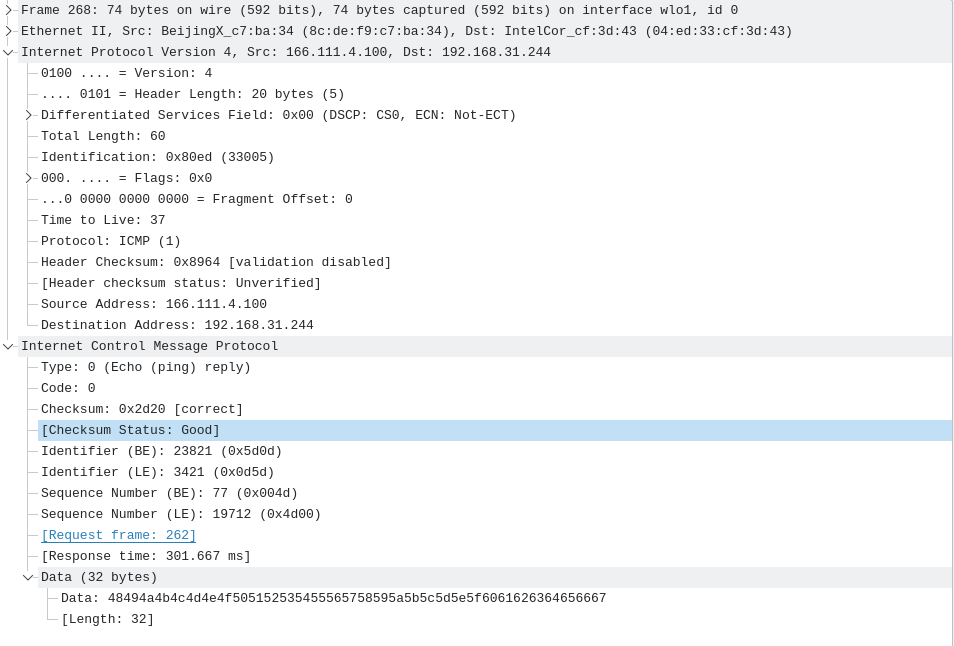 Frame 268: 74 bytes on wire (592 bits), 74 bytes captured (592 bits) on interface wlo1, id 0
Ethernet II, Src: BeijingX_c7:ba:34 (8c:de:f9:c7:ba:34), Dst: IntelCor_cf:3d:43 (04:ed:33:cf:3d:43)
Internet Protocol Version 4, Src: 166.111.4.100, Dst: 192.168.31.244
0100 .... = Version: 4
.... 0101 = Header Length: 20 bytes (5)
Differentiated Services Field: 0x00 (DSCP: CS0, ECN: Not-ECT)
Total Length: 60
Identification: 0x80ed (33005)
000. .... = Flags: 0x0
...0 0000 0000 0000 = Fragment Offset: 0
Time to Live: 37
Protocol: ICMP (1)
Header Checksum: 0x8964 [validation disabled]
[Header checksum status: Unverified]
Source Address: 166.111.4.100
Destination Address: 192.168.31.244
Internet Control Message Protocol
Type: 0 (Echo (ping) reply)
Code: 0
Checksum: 0x2d20 [correct]
[Checksum Status: Good]
Identifier (BE): 23821 (0x5d0d)
Identifier (LE): 3421 (0x0d5d)
Sequence Number (BE): 77 (0x004d)
Sequence Number (LE): 19712 (0x4d00)
[Request frame: 262]
[Response time: 301.667 ms]
Data (32 bytes)
Data: 48494a4b4c4d4e4f505152535455565758595a5b5c5d5e5f6061626364656667
[Length: 32]